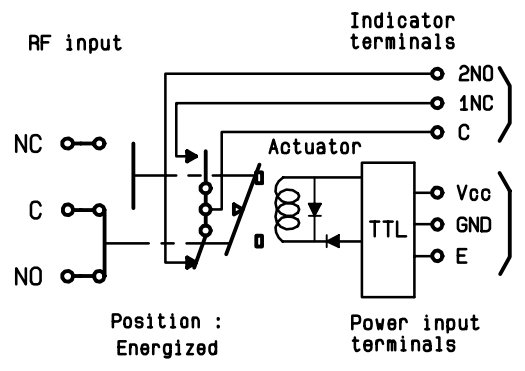 Indicator
terminals
RF input
2NO
1NC
C
NC
Actuator
C
Vcc
TTL
GND
NO
E
Position :
Energized
Power input
terminals